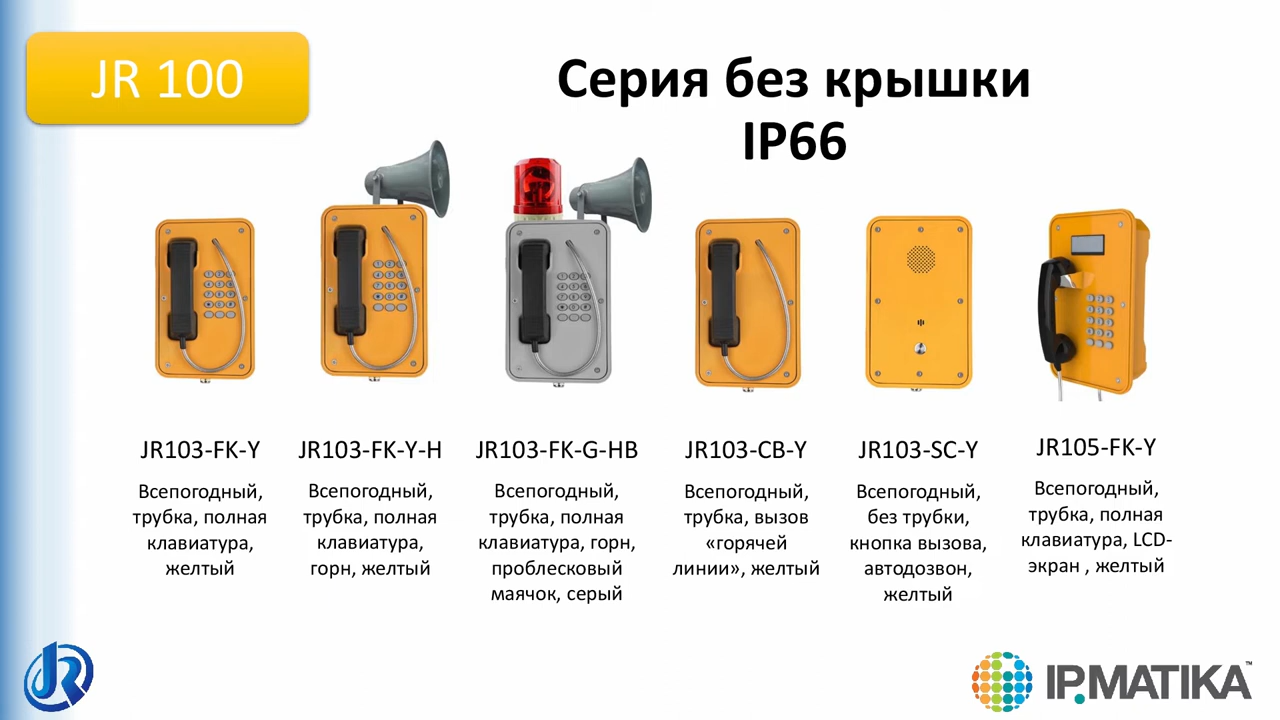 JR 100
Серия без крышки
IP66
JR103-FK-Y
Всепогодный,
трубка, полная
клавиатура,
желтый
JR103-FK-Y-H
Всепогодный,
трубка, полная
клавиатура,
горн, желтый
JR103-FK-G-HB
Всепогодный,
трубка, полная
клавиатура, горн,
проблесковый
маячок, серый
JR103-CB-Y
Всепогодный,
трубка, вызов
«горячей
линии», желтый
JR103-SC-Y
Всепогодный,
без трубки,
кнопка вызова,
автодозвон,
желтый
JR105-FK-Y
Всепогодный,
трубка, полная
клавиатура, LCD-
экран , желтый
JR
IP.MATIKA™